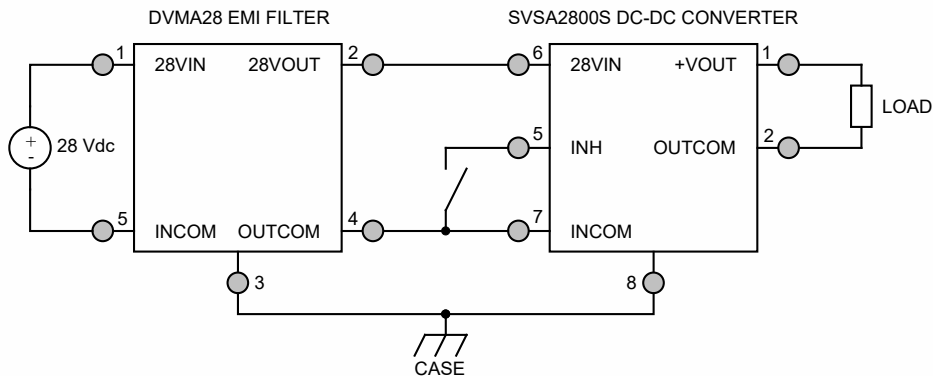 DVMA28 EMI FILTER
SVSA2800S DC-DC CONVERTER
1 28VIN 28VOUT 2
6 28VIN +VOUT 1
+
-
28 Vdc
5 INH OUTCOM 2
LOAD
5 INCOM OUTCOM 4
7 INCOM
3
8
CASE